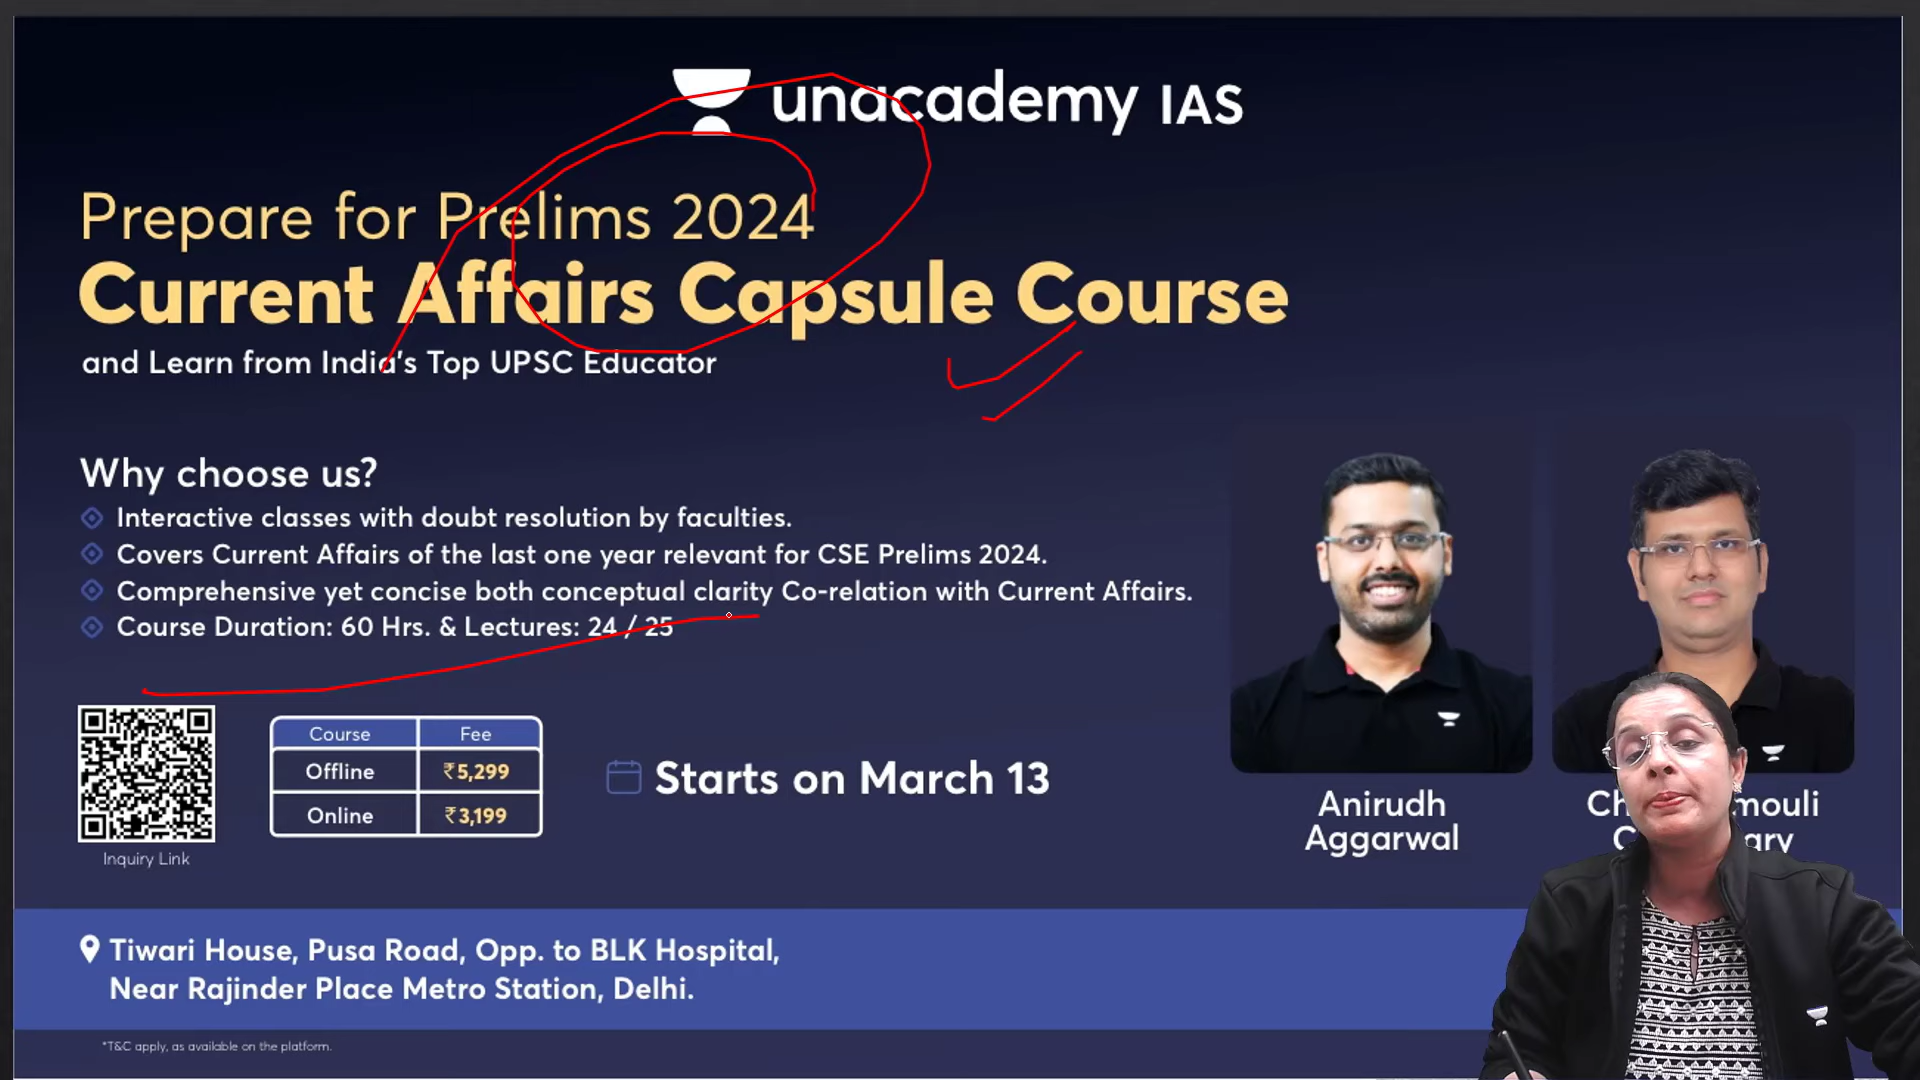 unacademy IAS
Prepare for Prelims 2024
Current Affairs Capsule Course
and Learn from India's Top UPSC Educator
Why choose us?
Interactive classes with doubt resolution by faculties.
Covers Current Affairs of the last one year relevant for CSE Prelims 2024.
Comprehensive yet concise both conceptual clarity Co-relation with Current Affairs.
Course Duration: 60 Hrs. & Lectures: 24 / 25
Inquiry Link
Course Fee
Offline ₹5,299
Online ₹3,199
Starts on March 13
Anirudh
Aggarwal
Tiwari House, Pusa Road, Opp. to BLK Hospital,
Near Rajinder Place Metro Station, Delhi.
*T&C apply, as available on the platform.